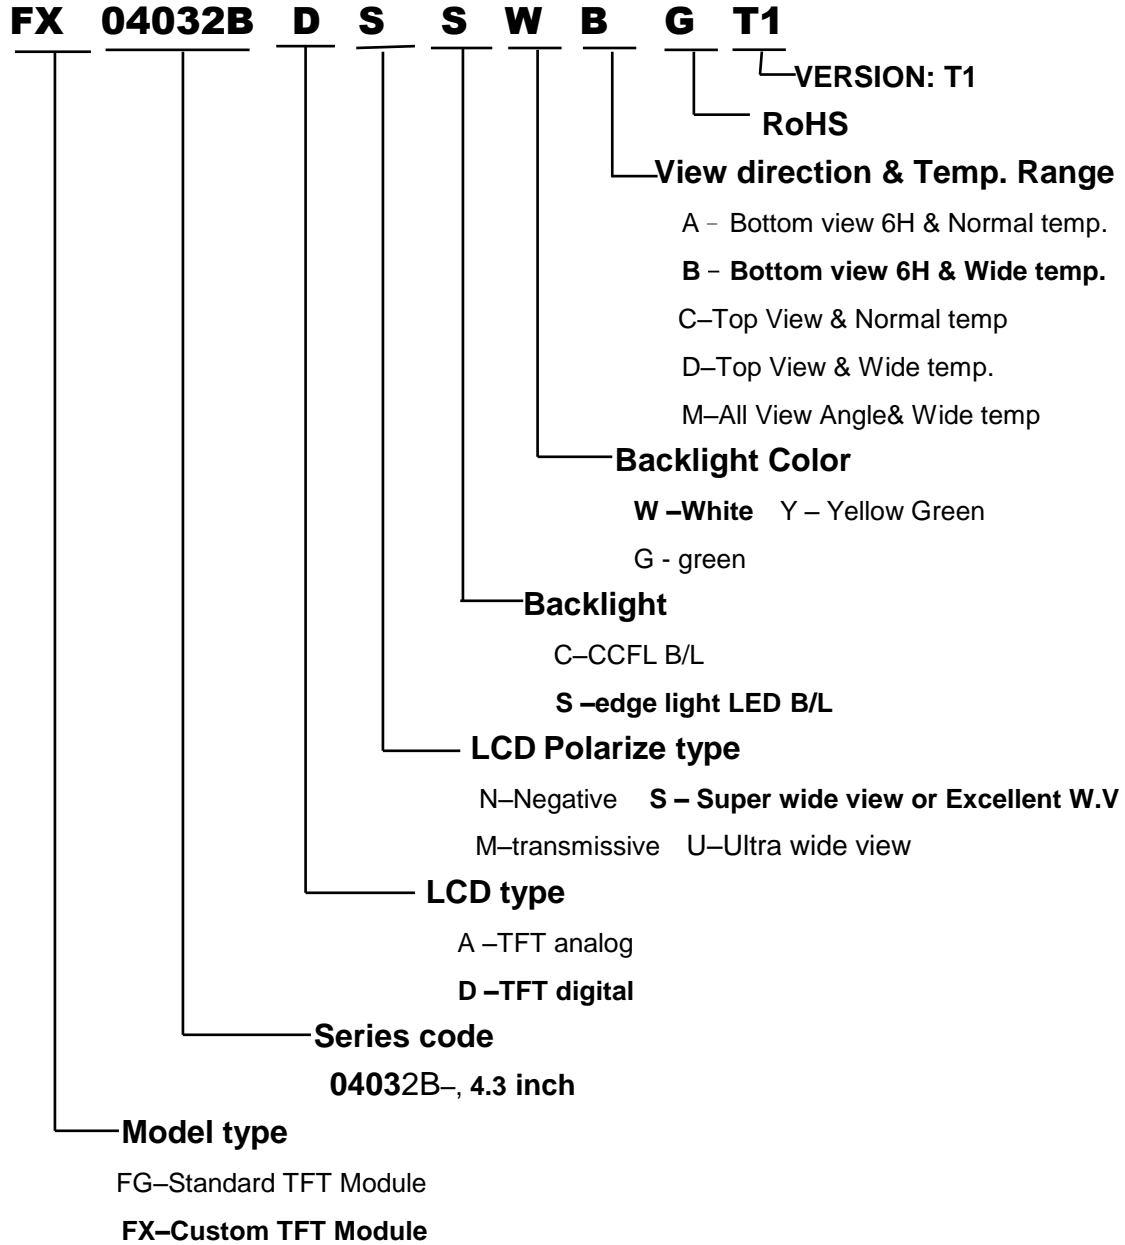 FX 04032B D S S W B G T1
VERSION: T1
RoHS
View direction & Temp. Range
A – Bottom view 6H & Normal temp.
B – Bottom view 6H & Wide temp.
C–Top View & Normal temp
D–Top View & Wide temp.
M–All View Angle& Wide temp
Backlight Color
W –White Y – Yellow Green
G - green
Backlight
C–CCFL B/L
S –edge light LED B/L
LCD Polarize type
N–Negative S – Super wide view or Excellent W.V
M–transmissive U–Ultra wide view
LCD type
A –TFT analog
D –TFT digital
Series code
04032B–, 4.3 inch
Model type
FG–Standard TFT Module
FX–Custom TFT Module